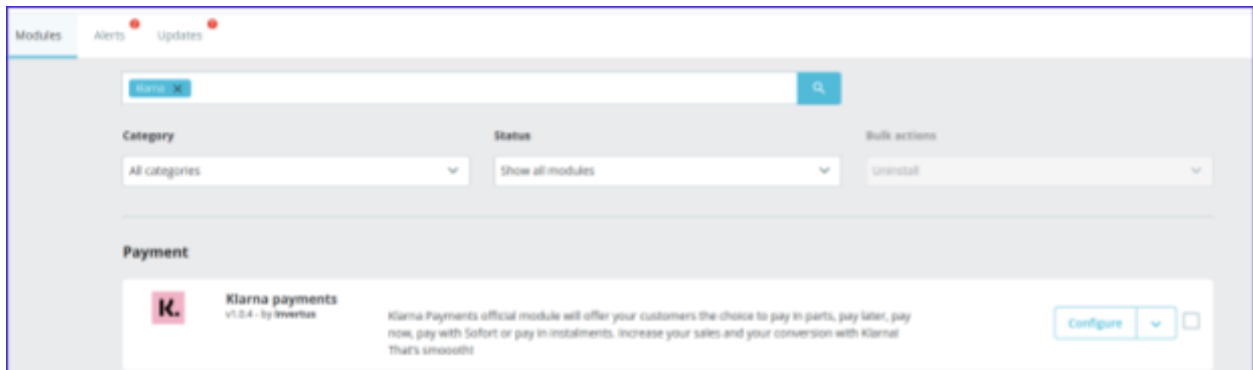 Modules Alerts Updates
Klarna
Category Status Bulk actions
All categories Show all modules Uninstall
Payment
K.
Klarna payments
v1.0.4 - by Invertus
Klarna Payments official module will offer your customers the choice to pay in parts, pay later, pay
now, pay with Sofort or pay in instalments. Increase your sales and your conversion with Klarna!
That's smoooth!
Configure